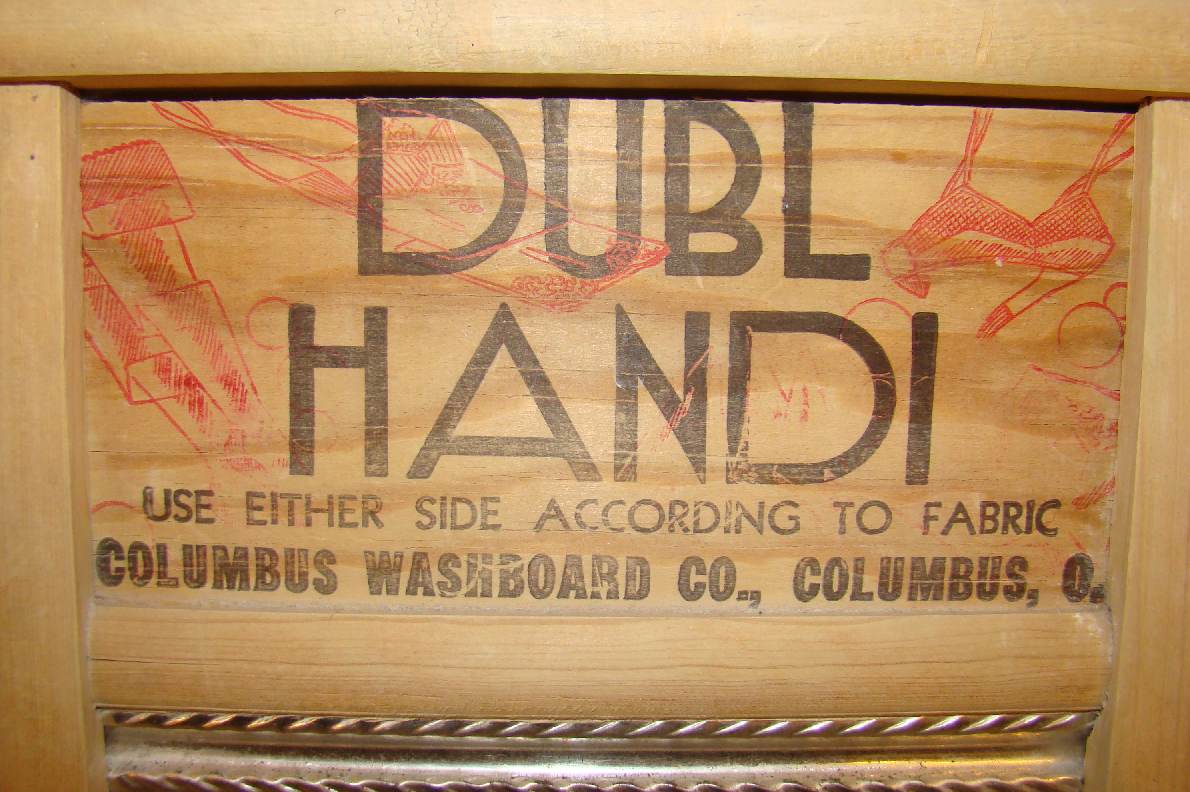 DUBL
HANDI
USE EITHER SIDE ACCORDING TO FABRIC
COLUMBUS WASHBOARD CO., COLUMBUS, O.